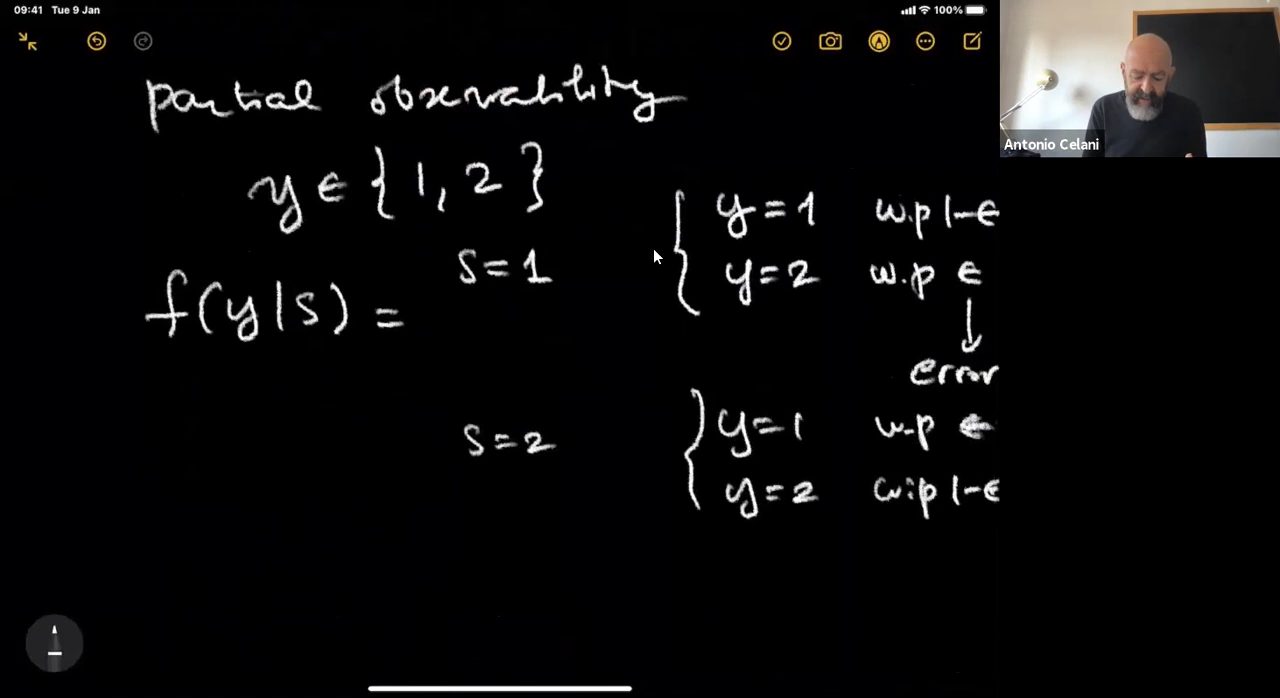 09:41 Tue 9 Jan 100%
partial observability
y ∈ { 1, 2 }
s = 1
y = 1 w.p 1-ϵ
y = 2 w.p ϵ
f(y|s) =
error
s = 2
y = 1 w.p ϵ
y = 2 w.p 1-ϵ
Antonio Celani